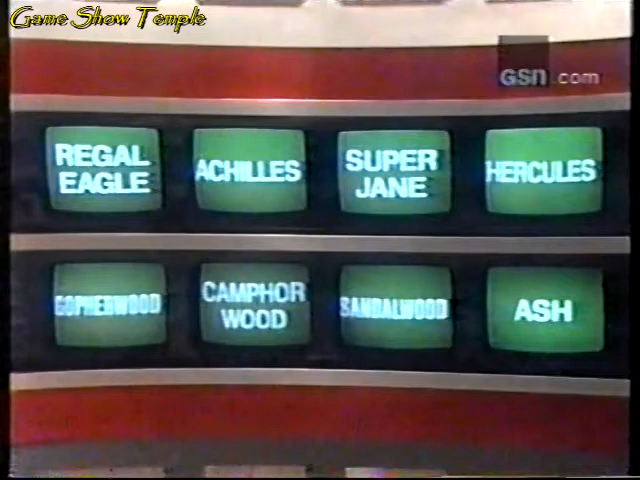 Game Show Temple
GSN.com
REGAL
EAGLE
ACHILLES
SUPER
JANE
HERCULES
GOPHERWOOD
CAMPHOR
WOOD
SANDALWOOD
ASH